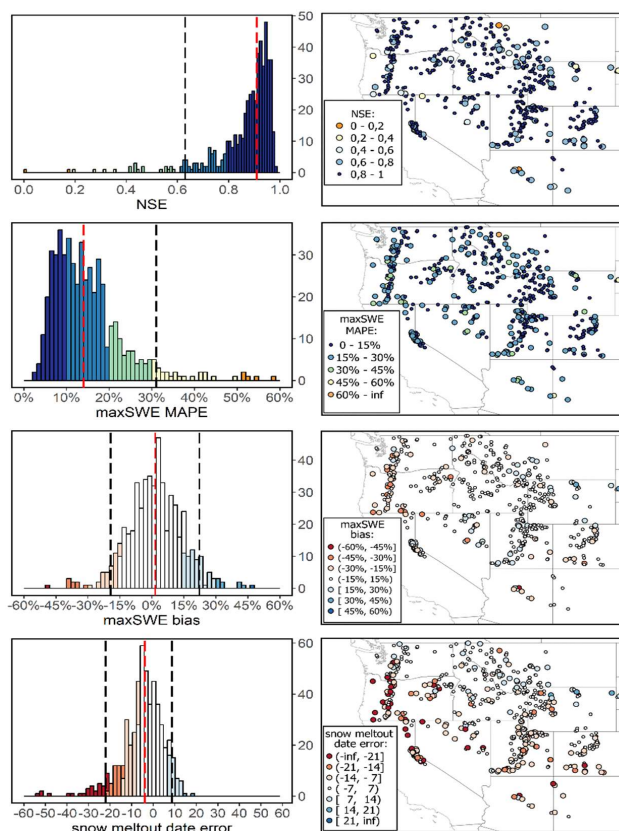 50
40
30
20
10
0
0.0 0.2 0.4 0.6 0.8 1.0
NSE
NSE:
0 - 0,2
0,2 - 0,4
0,4 - 0,6
0,6 - 0,8
0,8 - 1
30
20
10
0
0% 10% 20% 30% 40% 50% 60%
maxSWE MAPE
maxSWE
MAPE:
0 - 15%
15% - 30%
30% - 45%
45% - 60%
60% - inf
40
30
20
10
0
-60% -45% -15% 0% 15% 30% 45% 60%
maxSWE bias
maxSWE
bias:
(-60%, -45%]
(-45%, -30%]
(-30%, -15%]
(-15%, 15%)
[ 15%, 30%)
[ 30%, 45%)
[ 45%, 60%)
60
40
20
0
-60 -50 -40 -30 -20 -10 0 10 20 30 40 50 60
snow meltout date error
snow meltout
date error:
(-inf, -21]
(-21, -14]
(-14, -7]
(-7, 7)
[ 7, 14)
[ 14, 21)
[ 21, inf)